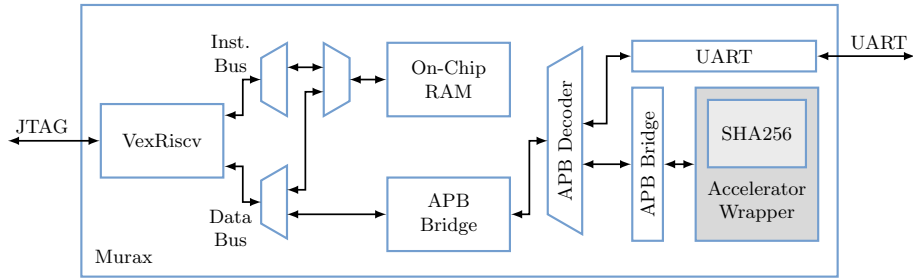 Inst.
Bus
On-Chip
RAM
UART
UART
JTAG
VexRiscv
APB Decoder
APB Bridge
SHA256
Accelerator
Wrapper
APB
Bridge
Data
Bus
Murax